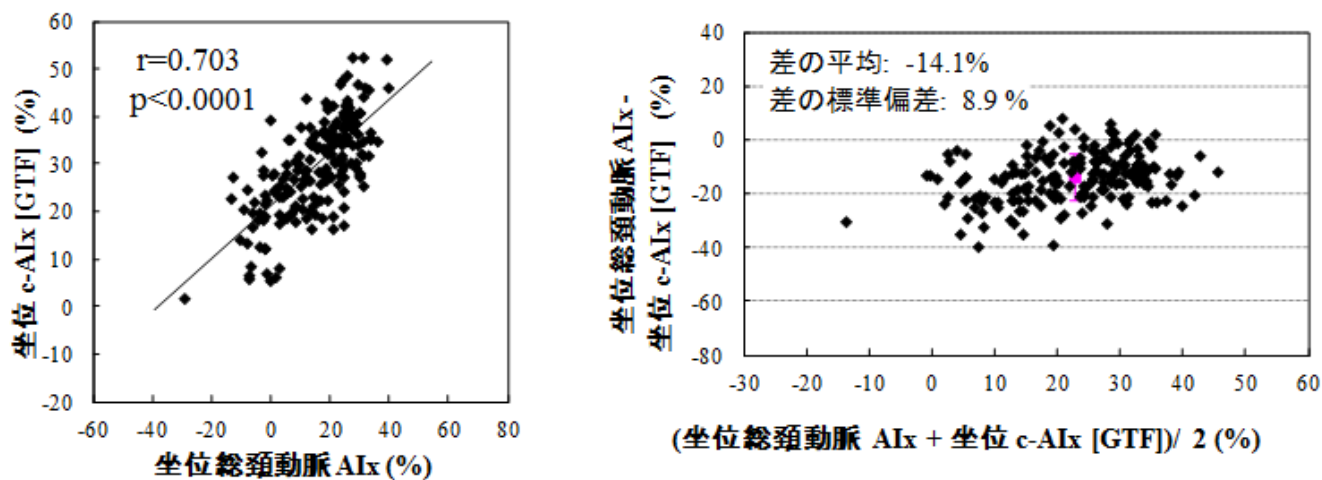 60
50
40
30
20
10
0
-10
-20
r=0.703
p<0.0001
坐位 c-AIx [GTF] (%)
-60 -40 -20 0 20 40 60 80
坐位総頚動脈 AIx (%)
40
20
-0
-20
-40
-60
-80
差の平均: -14.1%
差の標準偏差: 8.9 %
坐位総頚動脈 AIx -
坐位 c-AIx [GTF] (%)
-30 -20 -10 0 10 20 30 40 50 60
(坐位総頚動脈 AIx + 坐位 c-AIx [GTF])/ 2 (%)